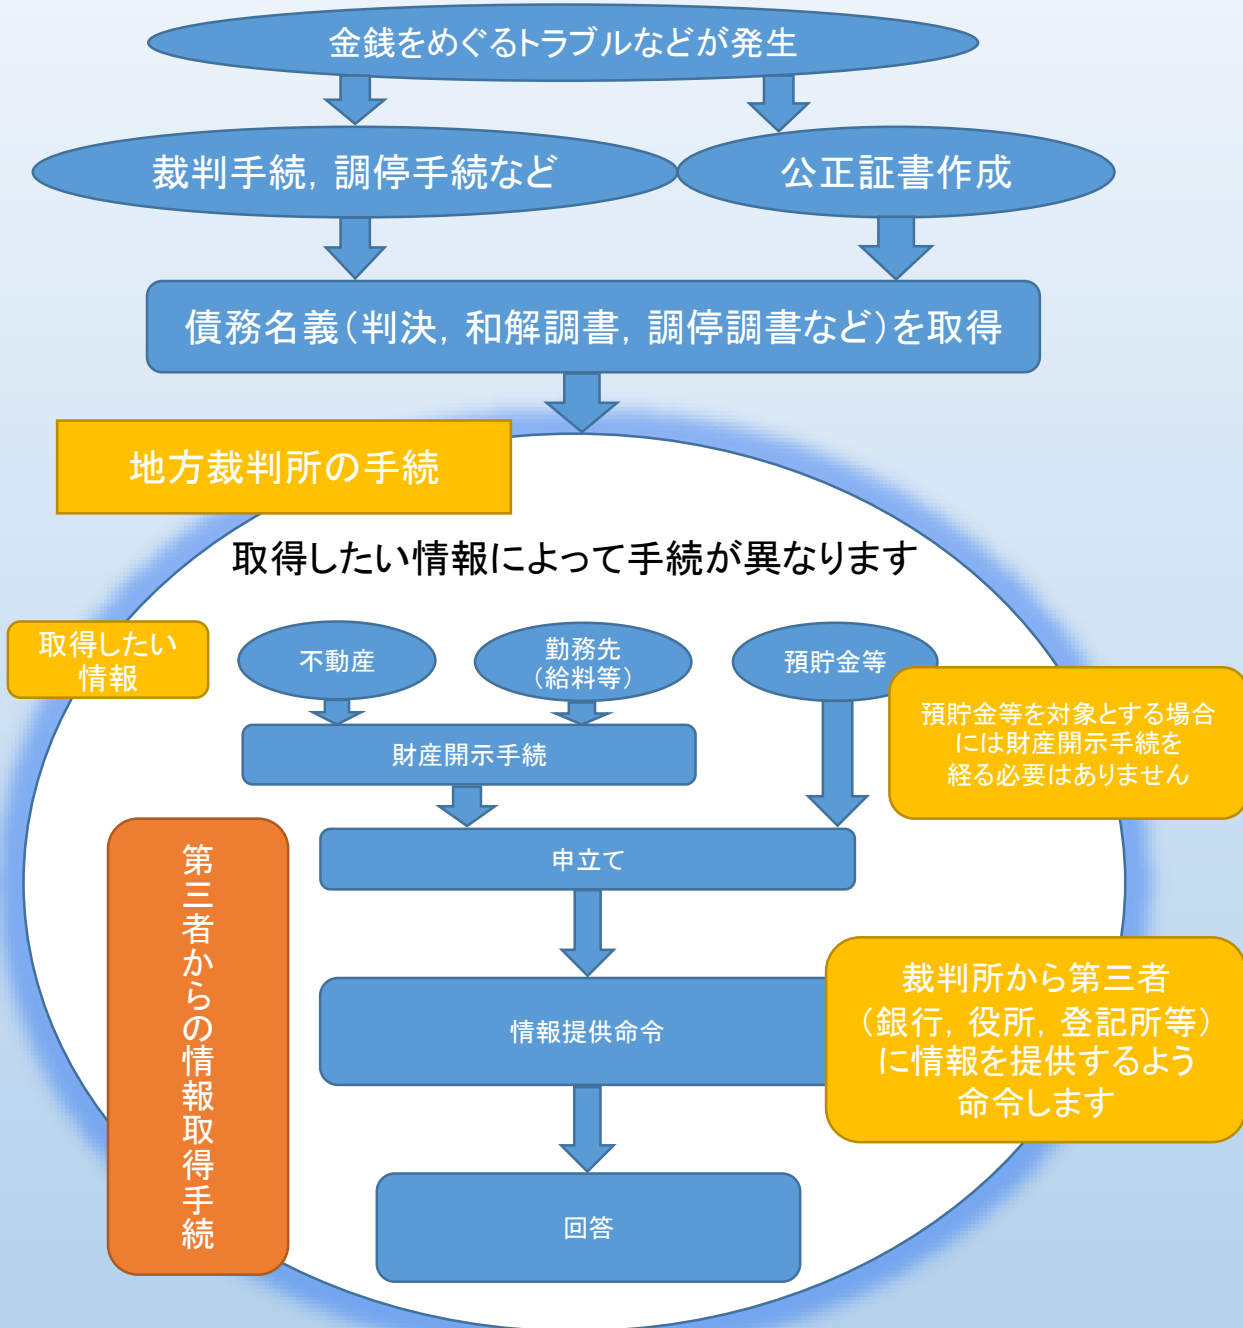 金銭をめぐるトラブルなどが発生
裁判手続，調停手続など
公正証書作成
債務名義（判決，和解調書，調停調書など）を取得
地方裁判所の手続
取得したい情報によって手続が異なります
取得したい
情報
不動産
勤務先
（給料等）
預貯金等
預貯金等を対象とする場合
には財産開示手続を
経る必要はありません
財産開示手続
申立て
第三者からの情報取得手続
情報提供命令
裁判所から第三者
（銀行，役所，登記所等）
に情報を提供するよう
命令します
回答